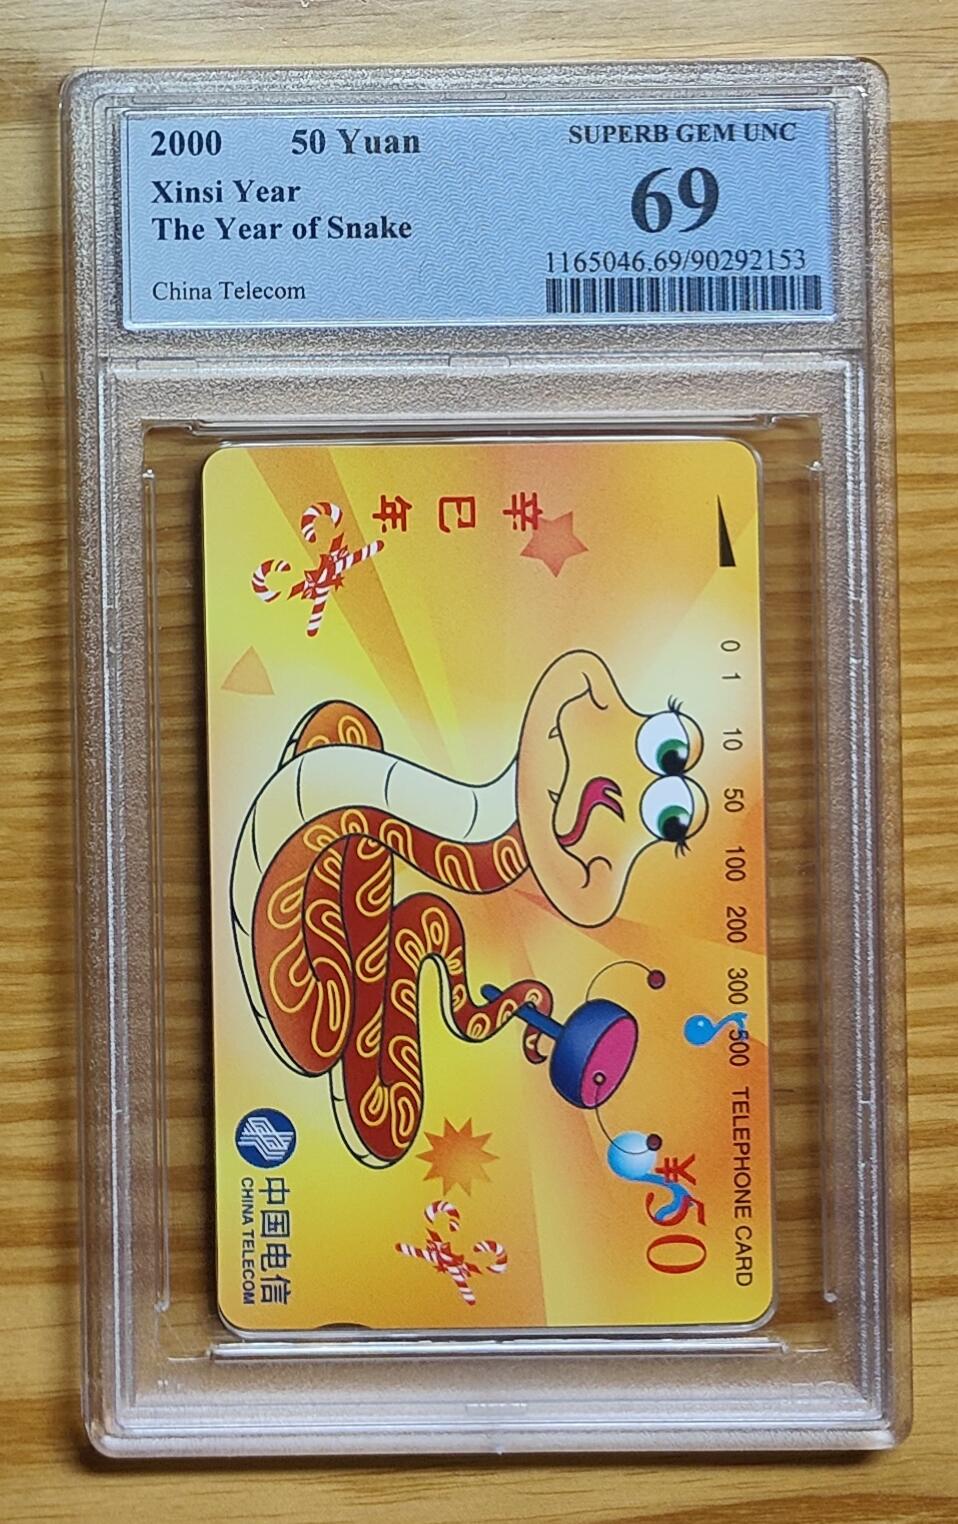 2000 50 Yuan
Xinsi Year
The Year of Snake
China Telecom
SUPERB GEM UNC
69
1165046.69/90292153
辛巳年
0 1 10 50 100 200 300 500 TELEPHONE CARD
¥50
中国电信
CHINA TELECOM